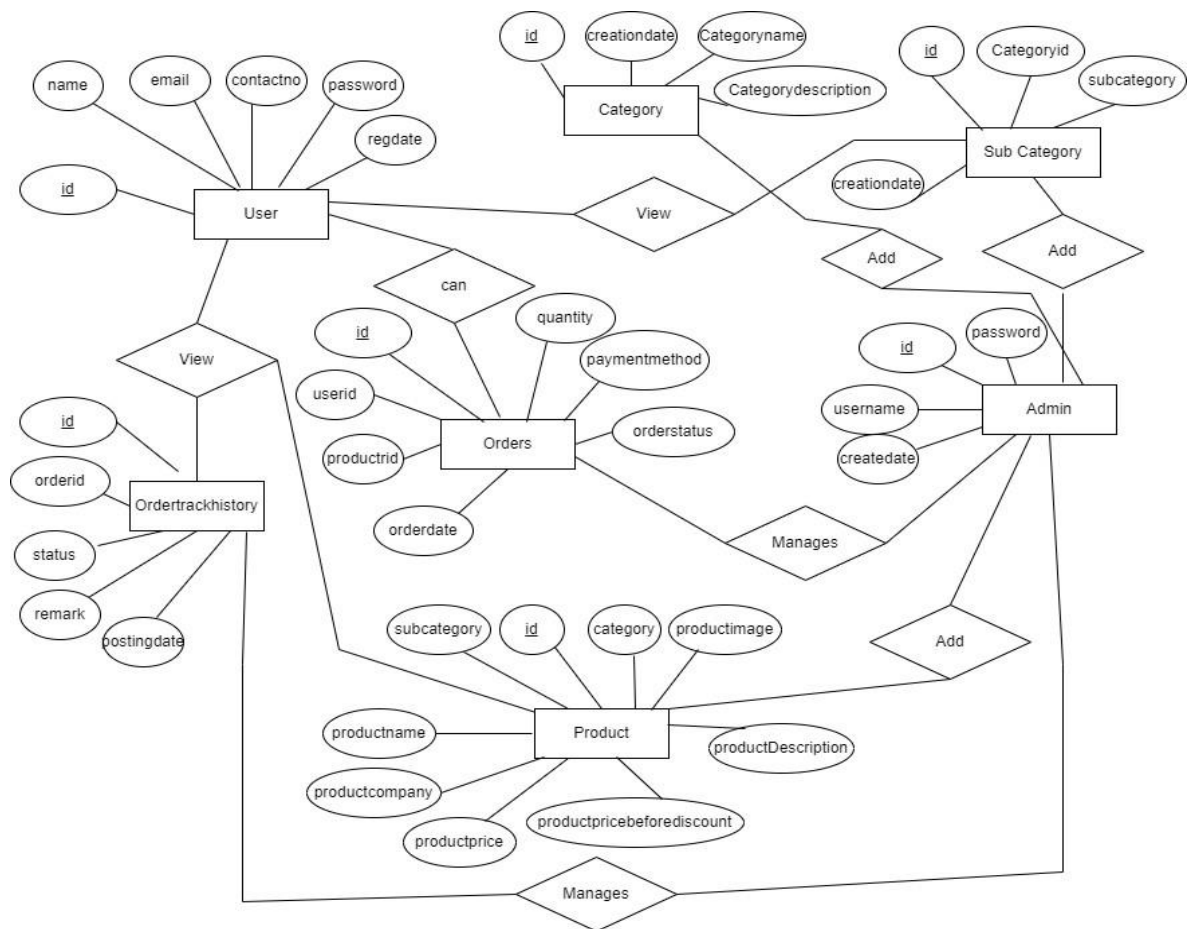 id
creationdate
Categoryname
Categorydescription
Category
id
Categoryid
subcategory
creationdate
Sub Category
name
email
contactno
password
regdate
id
User
View
Add
Add
can
View
id
quantity
paymentmethod
userid
productrid
orderstatus
orderdate
Orders
id
password
username
createdate
Admin
id
orderid
Ordertrackhistory
status
remark
postingdate
Manages
Add
subcategory
id
category
productimage
productname
Product
productDescription
productcompany
productprice
productpricebeforediscount
Manages